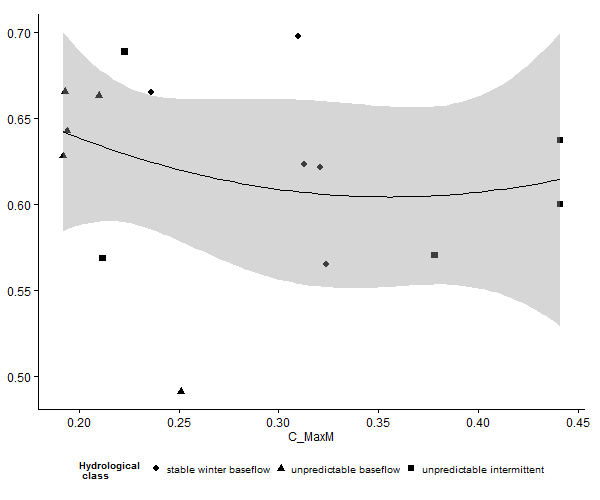 0.70
0.65
0.60
0.55
0.50
0.20 0.25 0.30 0.35 0.40 0.45
C_MaxM
Hydrological
class
stable winter baseflow unpredictable baseflow unpredictable intermittent